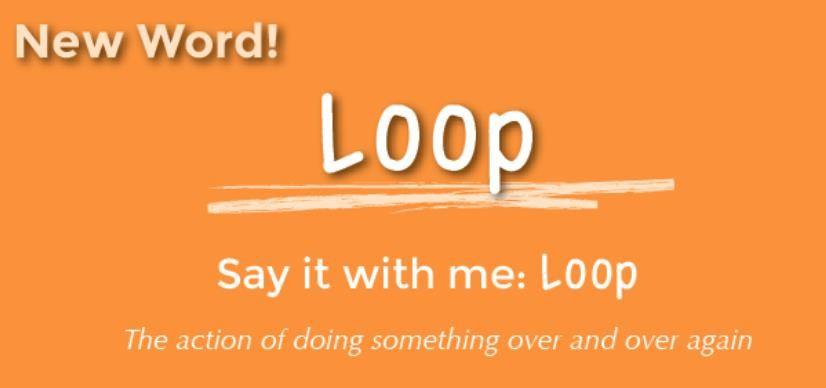 New Word!
Loop
Say it with me: Loop
The action of doing something over and over again